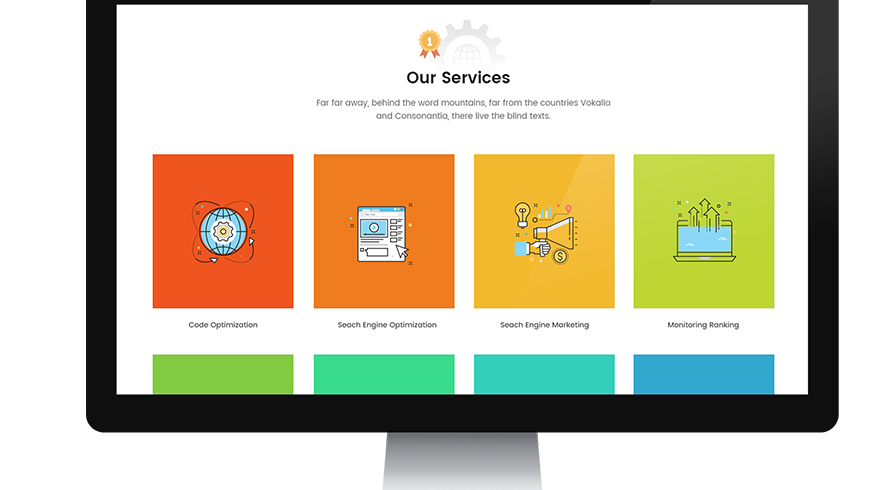 1
Our Services
Far far away, behind the word mountains, far from the countries Vokalia
and Consonantia, there live the blind texts.
$
Code Optimization
Seach Engine Optimization
Seach Engine Marketing
Monitoring Ranking